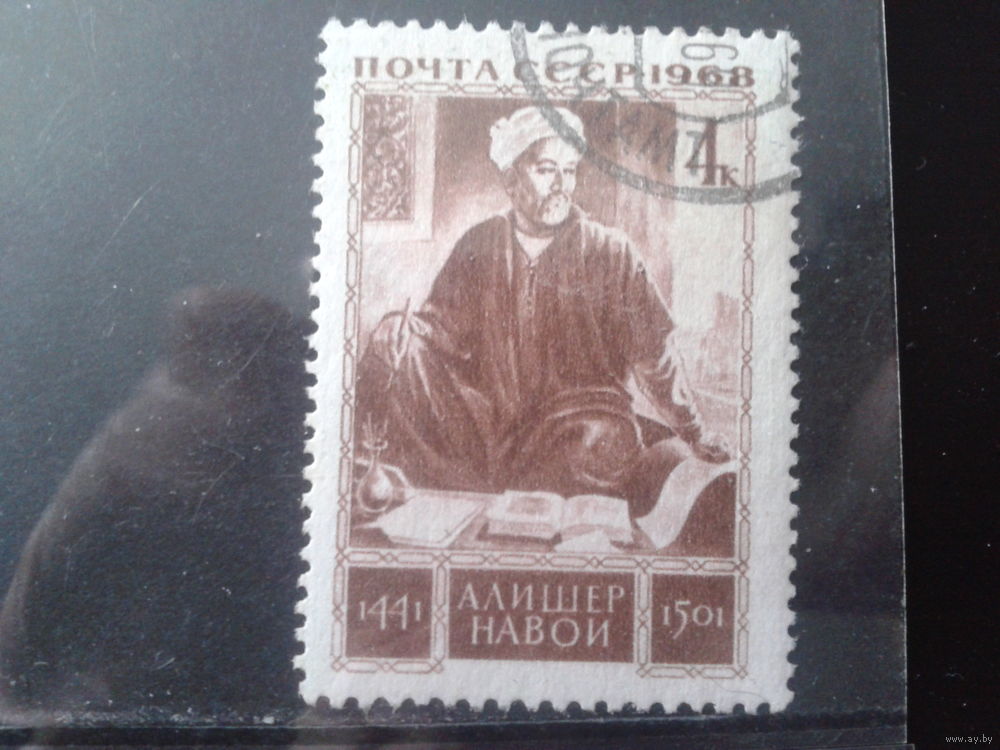 ПОЧТА СССР·1968
4к
1441
АЛИШЕР
НАВОИ
1501
www.ay.by